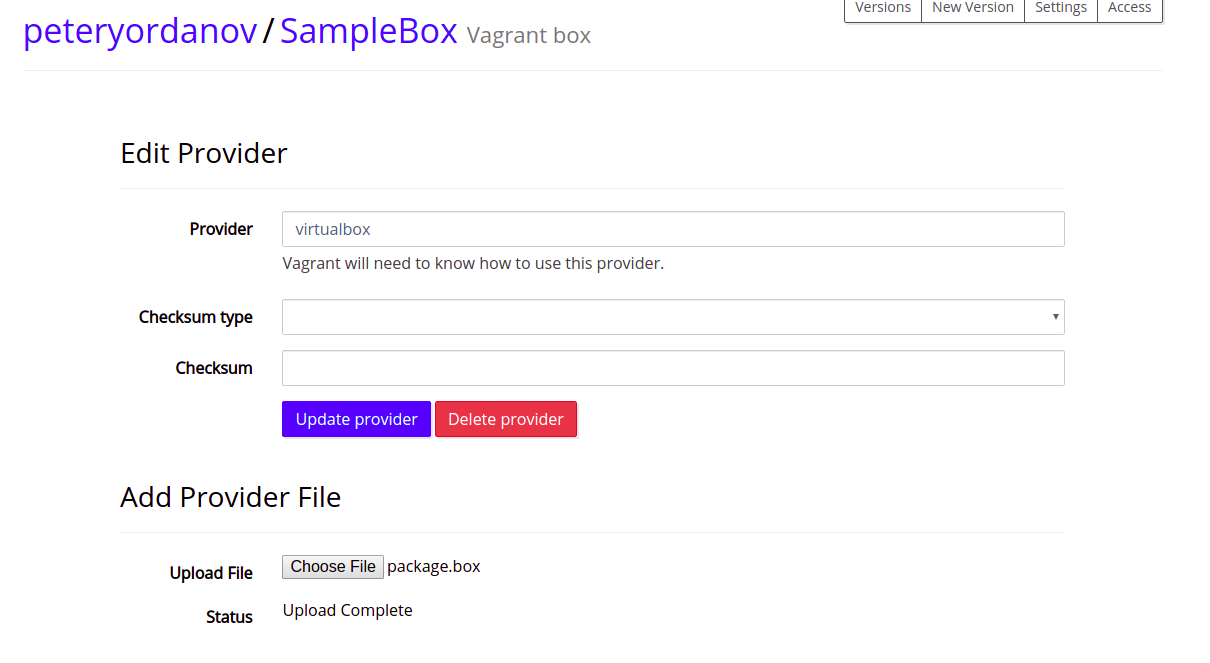 Versions New Version Settings Access
peteryordanov / SampleBox Vagrant box
Edit Provider
Provider virtualbox
Vagrant will need to know how to use this provider.
Checksum type
Checksum
Update provider Delete provider
Add Provider File
Upload File Choose File package.box
Status Upload Complete